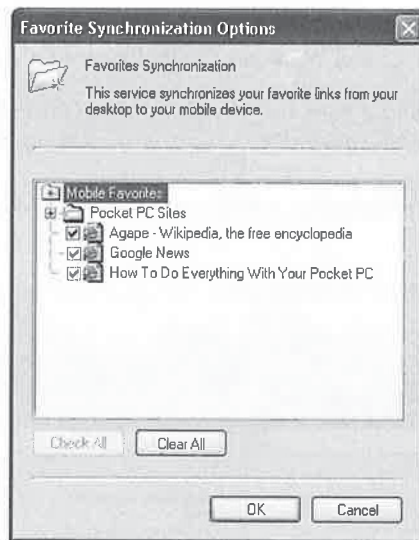 Favorite Synchronization Options
Favorites Synchronization
This service synchronizes your favorite links from your
desktop to your mobile device.
Mobile Favorites
Pocket PC Sites
Agape - Wikipedia, the free encyclopedia
Google News
How To Do Everything With Your Pocket PC
Check All
Clear All
OK
Cancel